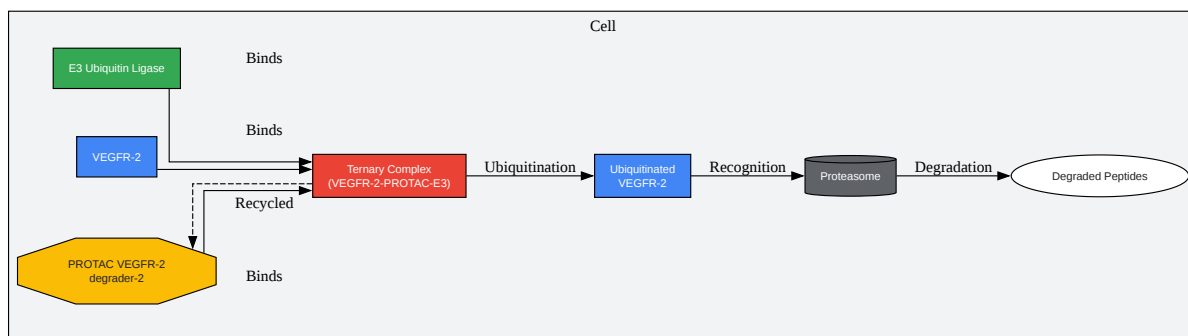 Cell
E3 Ubiquitin Ligase
Binds
Binds
VEGFR-2
Ternary Complex
(VEGFR-2-PROTAC-E3)
Ubiquitination
Ubiquitinated
VEGFR-2
Recognition
Proteasome
Degradation
Degraded Peptides
Recycled
PROTAC VEGFR-2
degrader-2
Binds